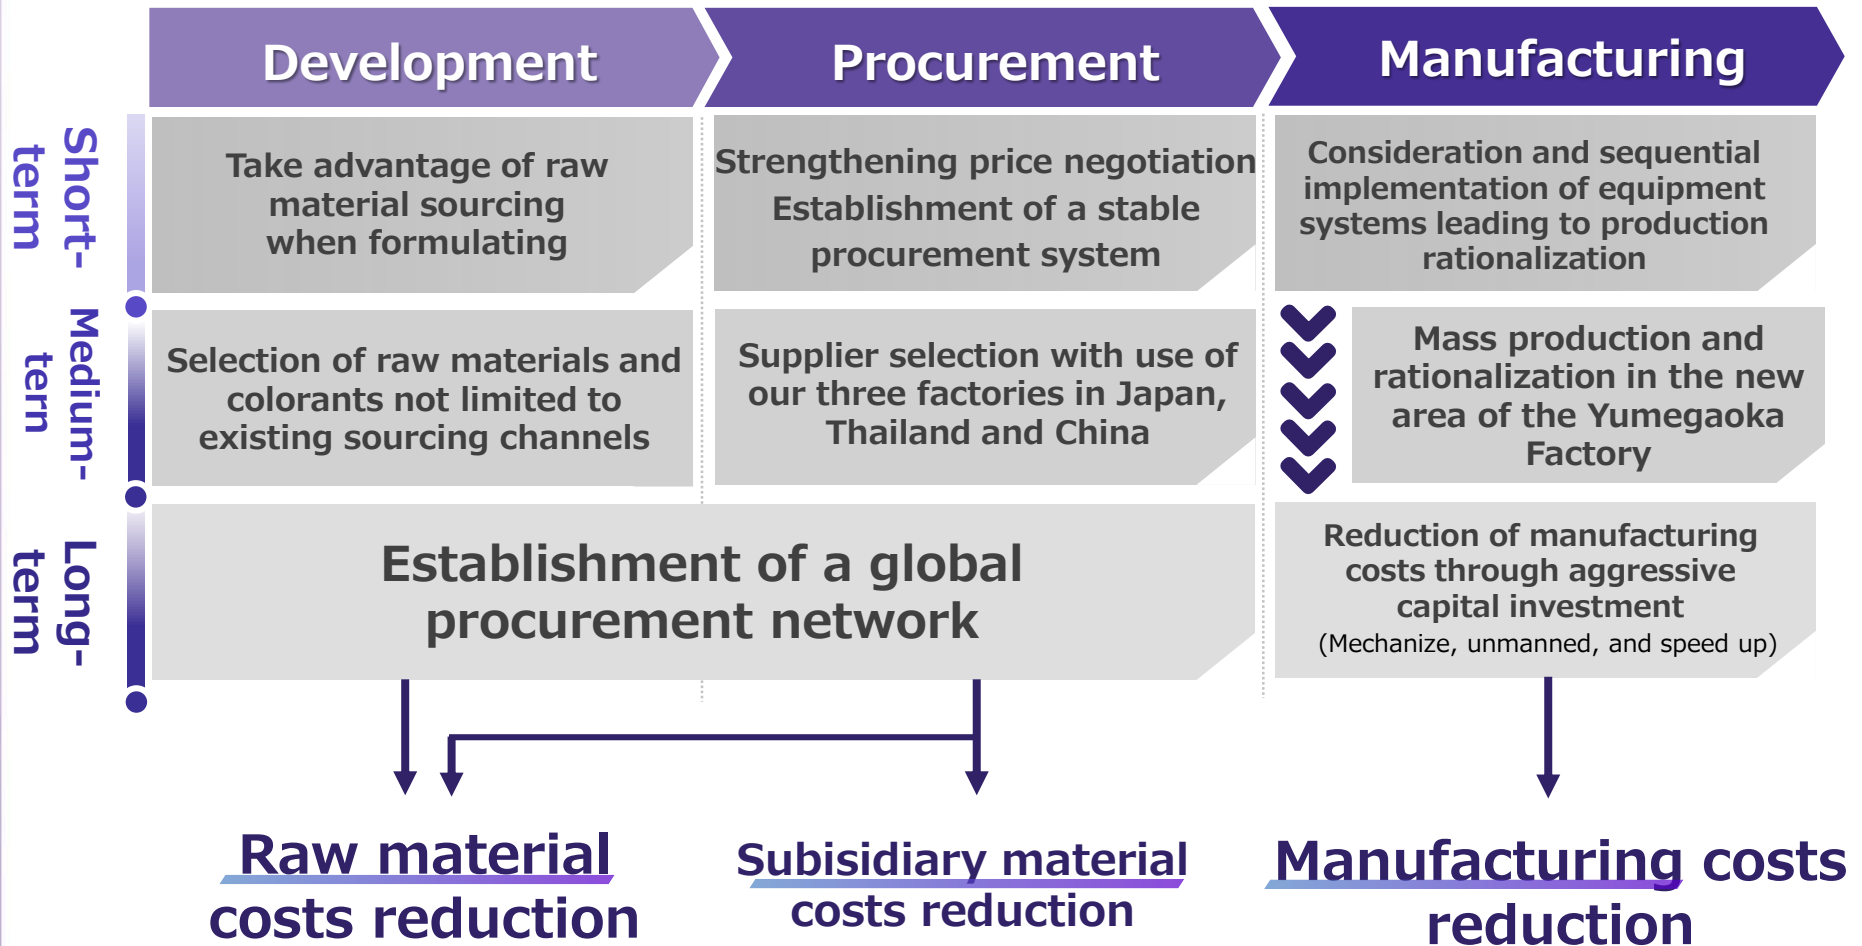 Development
Procurement
Manufacturing
Short-
term
Take advantage of raw
material sourcing
when formulating
Strengthening price negotiation
Establishment of a stable
procurement system
Consideration and sequential
implementation of equipment
systems leading to production
rationalization
Medium-
term
Selection of raw materials and
colorants not limited to
existing sourcing channels
Supplier selection with use of
our three factories in Japan,
Thailand and China
Mass production and
rationalization in the new
area of the Yumegaoka
Factory
Long-
term
Establishment of a global
procurement network
Reduction of manufacturing
costs through aggressive
capital investment
(Mechanize, unmanned, and speed up)
Raw material
costs reduction
Subisidiary material
costs reduction
Manufacturing costs
reduction